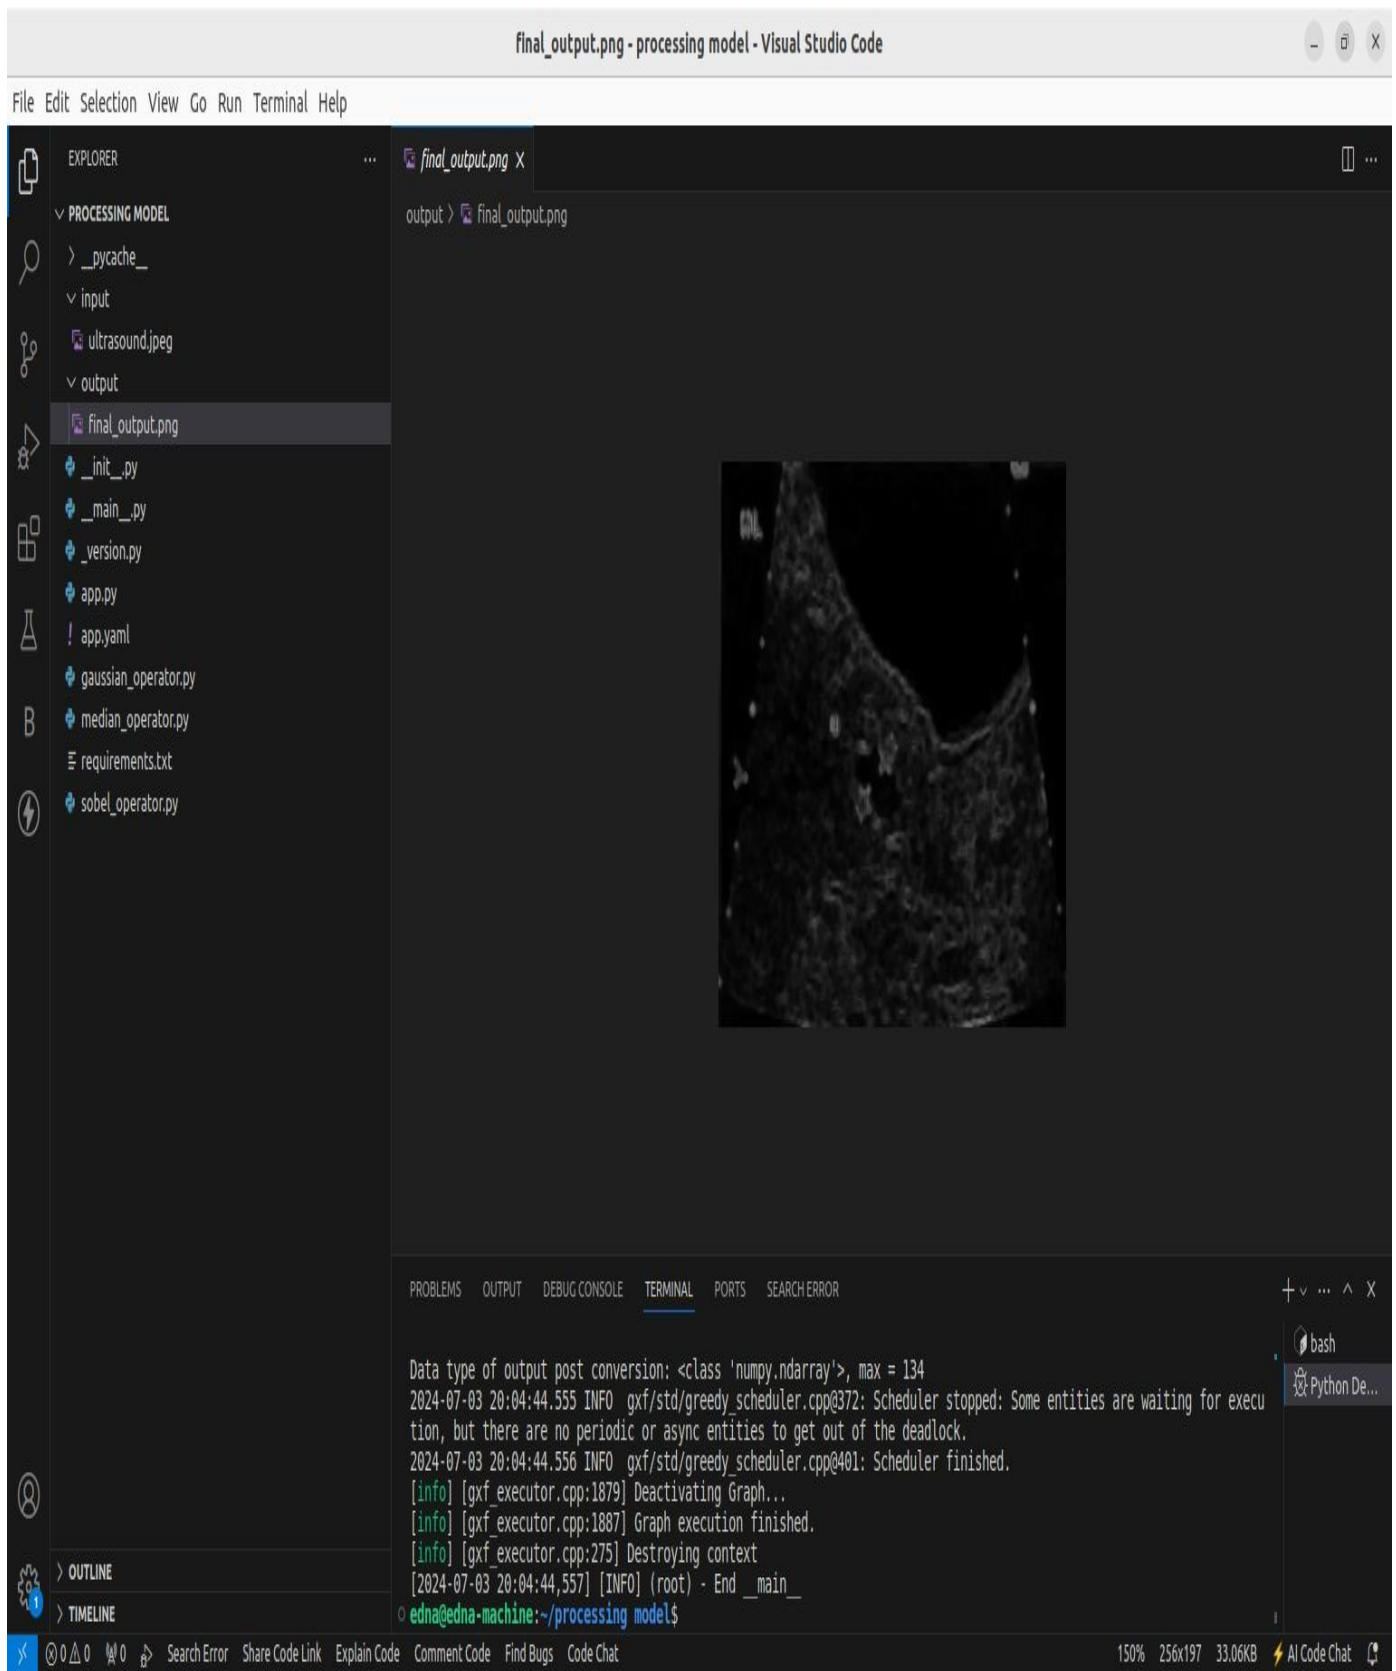 final_output.png - processing model - Visual Studio Code
File Edit Selection View Go Run Terminal Help
EXPLORER
PROCESSING MODEL
__pycache__
input
ultrasound.jpeg
output
final_output.png
__init__.py
__main__.py
_version.py
app.py
app.yaml
gaussian_operator.py
median_operator.py
requirements.txt
sobel_operator.py
OUTLINE
TIMELINE
final_output.png
output > final_output.png
PROBLEMS OUTPUT DEBUG CONSOLE TERMINAL PORTS SEARCH ERROR
Data type of output post conversion: <class 'numpy.ndarray'>, max = 134
2024-07-03 20:04:44.555 INFO  gxf/std/greedy_scheduler.cpp@372: Scheduler stopped: Some entities are waiting for execu
tion, but there are no periodic or async entities to get out of the deadlock.
2024-07-03 20:04:44.556 INFO  gxf/std/greedy_scheduler.cpp@401: Scheduler finished.
[info] [gxf_executor.cpp:1879] Deactivating Graph...
[info] [gxf_executor.cpp:1887] Graph execution finished.
[info] [gxf_executor.cpp:275] Destroying context
[2024-07-03 20:04:44,557] [INFO] (root) - End __main__
edna@edna-machine:~/processing model$
bash
Python De...
1
0 0 0 Search Error Share Code Link Explain Code Comment Code Find Bugs Code Chat 150% 256x197 33.06KB AI Code Chat